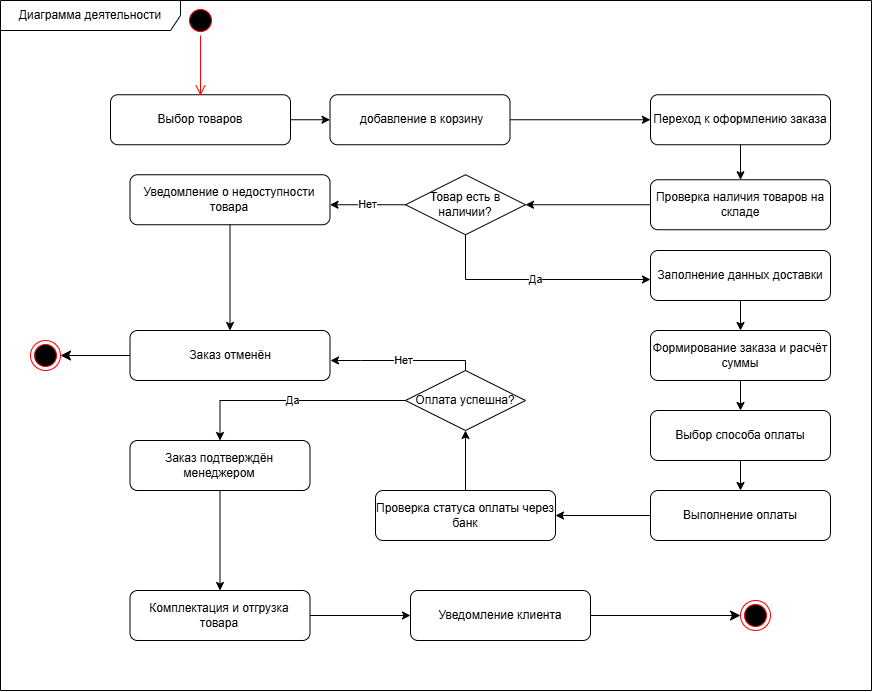 Диаграмма деятельности
Выбор товаров
добавление в корзину
Переход к оформлению заказа
Уведомление о недоступности
товара
Нет
Товар есть в
наличии?
Проверка наличия товаров на
складе
Да
Заполнение данных доставки
Заказ отменён
Нет
Формирование заказа и расчёт
суммы
Да
Оплата успешна?
Выбор способа оплаты
Заказ подтверждён
менеджером
Проверка статуса оплаты через
банк
Выполнение оплаты
Комплектация и отгрузка
товара
Уведомление клиента